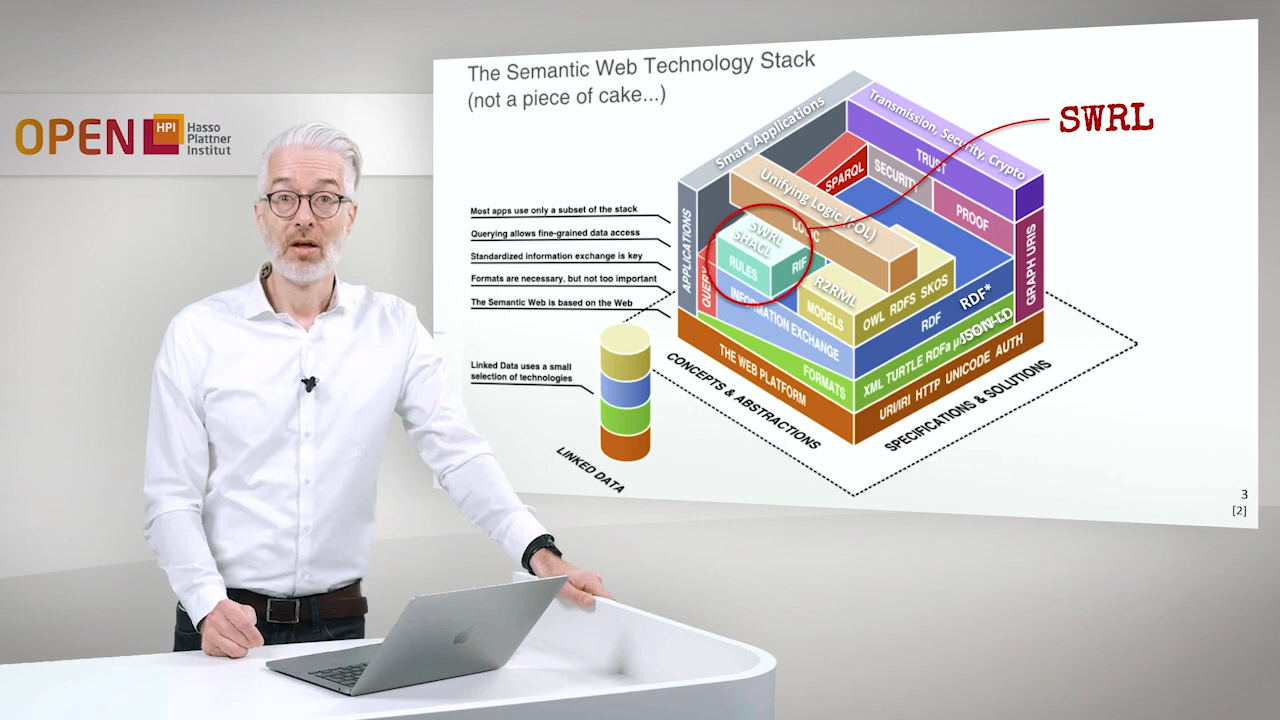 OPEN HPI Hasso
Plattner
Institut
The Semantic Web Technology Stack
(not a piece of cake...)
SWRL
Most apps use only a subset of the stack
Querying allows fine-grained data access
Standardized information exchange is key
Formats are necessary, but not too important
The Semantic Web is based on the Web
Linked Data uses a small
selection of technologies
LINKED DATA
Smart Applications
Transmission, Security, Crypto
TRUST
SPARQL
SECURITY
PROOF
Unifying Logic (FOL)
APPLICATIONS
SWRL
SHACL
RULES
RIF
QUERY
R2RML
MODELS
OWL RDFS SKOS
GRAPH URIS
INFORMATION EXCHANGE
RDF
RDF*
FORMATS
XML TURTLE RDFa
JSON-LD
THE WEB PLATFORM
URI/IRI HTTP UNICODE AUTH
CONCEPTS & ABSTRACTIONS
SPECIFICATIONS & SOLUTIONS
3
[2]